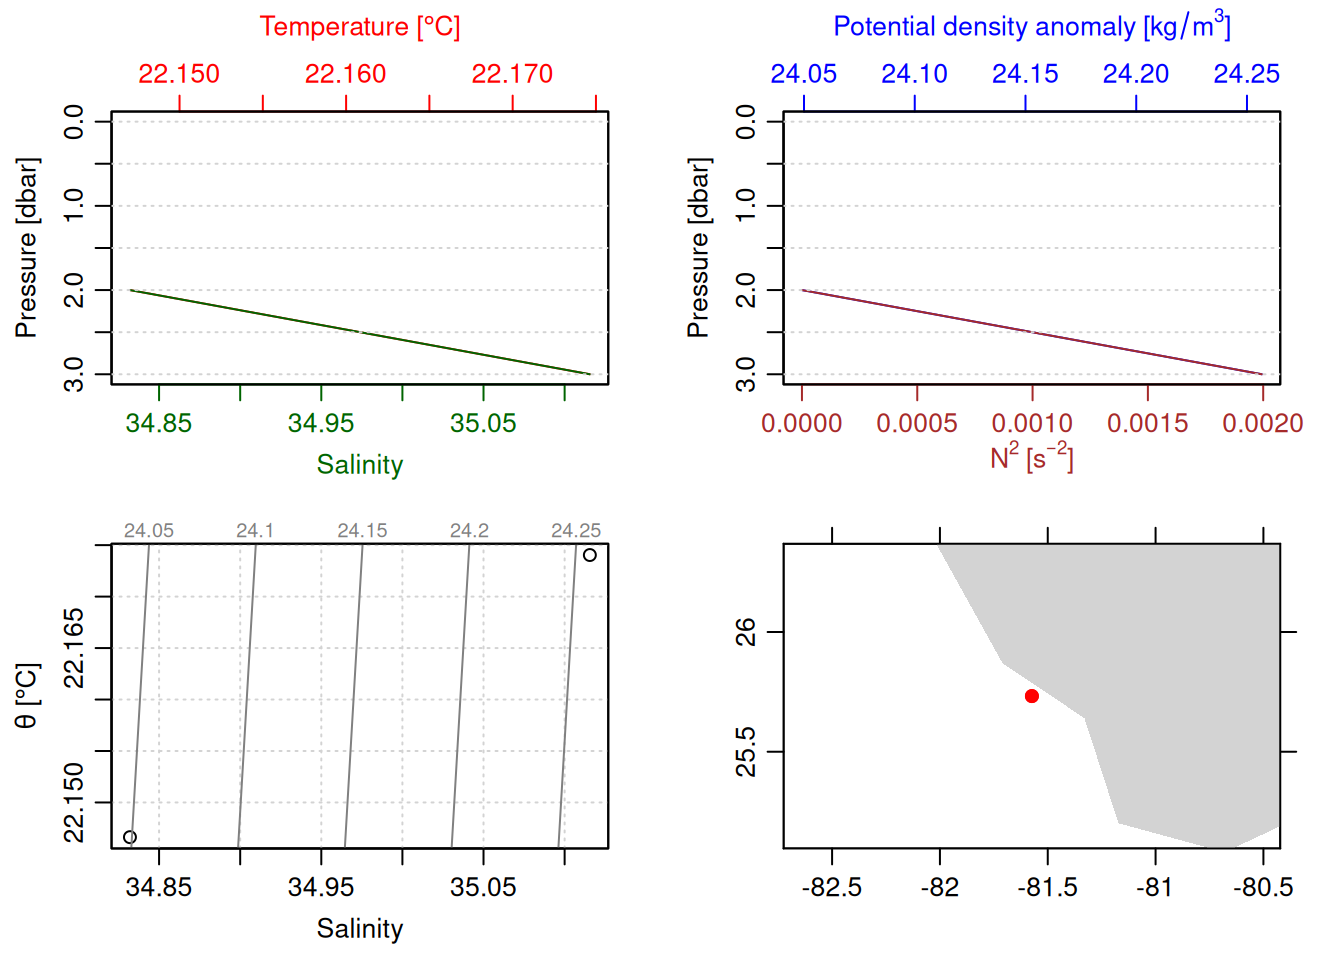 Temperature [°C]
22.150 22.160 22.170
Pressure [dbar]
0.0 1.0 2.0 3.0
34.85 34.95 35.05
Salinity
Potential density anomaly [kg/m³]
24.05 24.10 24.15 24.20 24.25
Pressure [dbar]
0.0 1.0 2.0 3.0
0.0000 0.0005 0.0010 0.0015 0.0020
N² [s⁻²]
24.05 24.1 24.15 24.2 24.25
θ [°C]
22.150 22.165
34.85 34.95 35.05
Salinity
26
25.5
-82.5 -82 -81.5 -81 -80.5